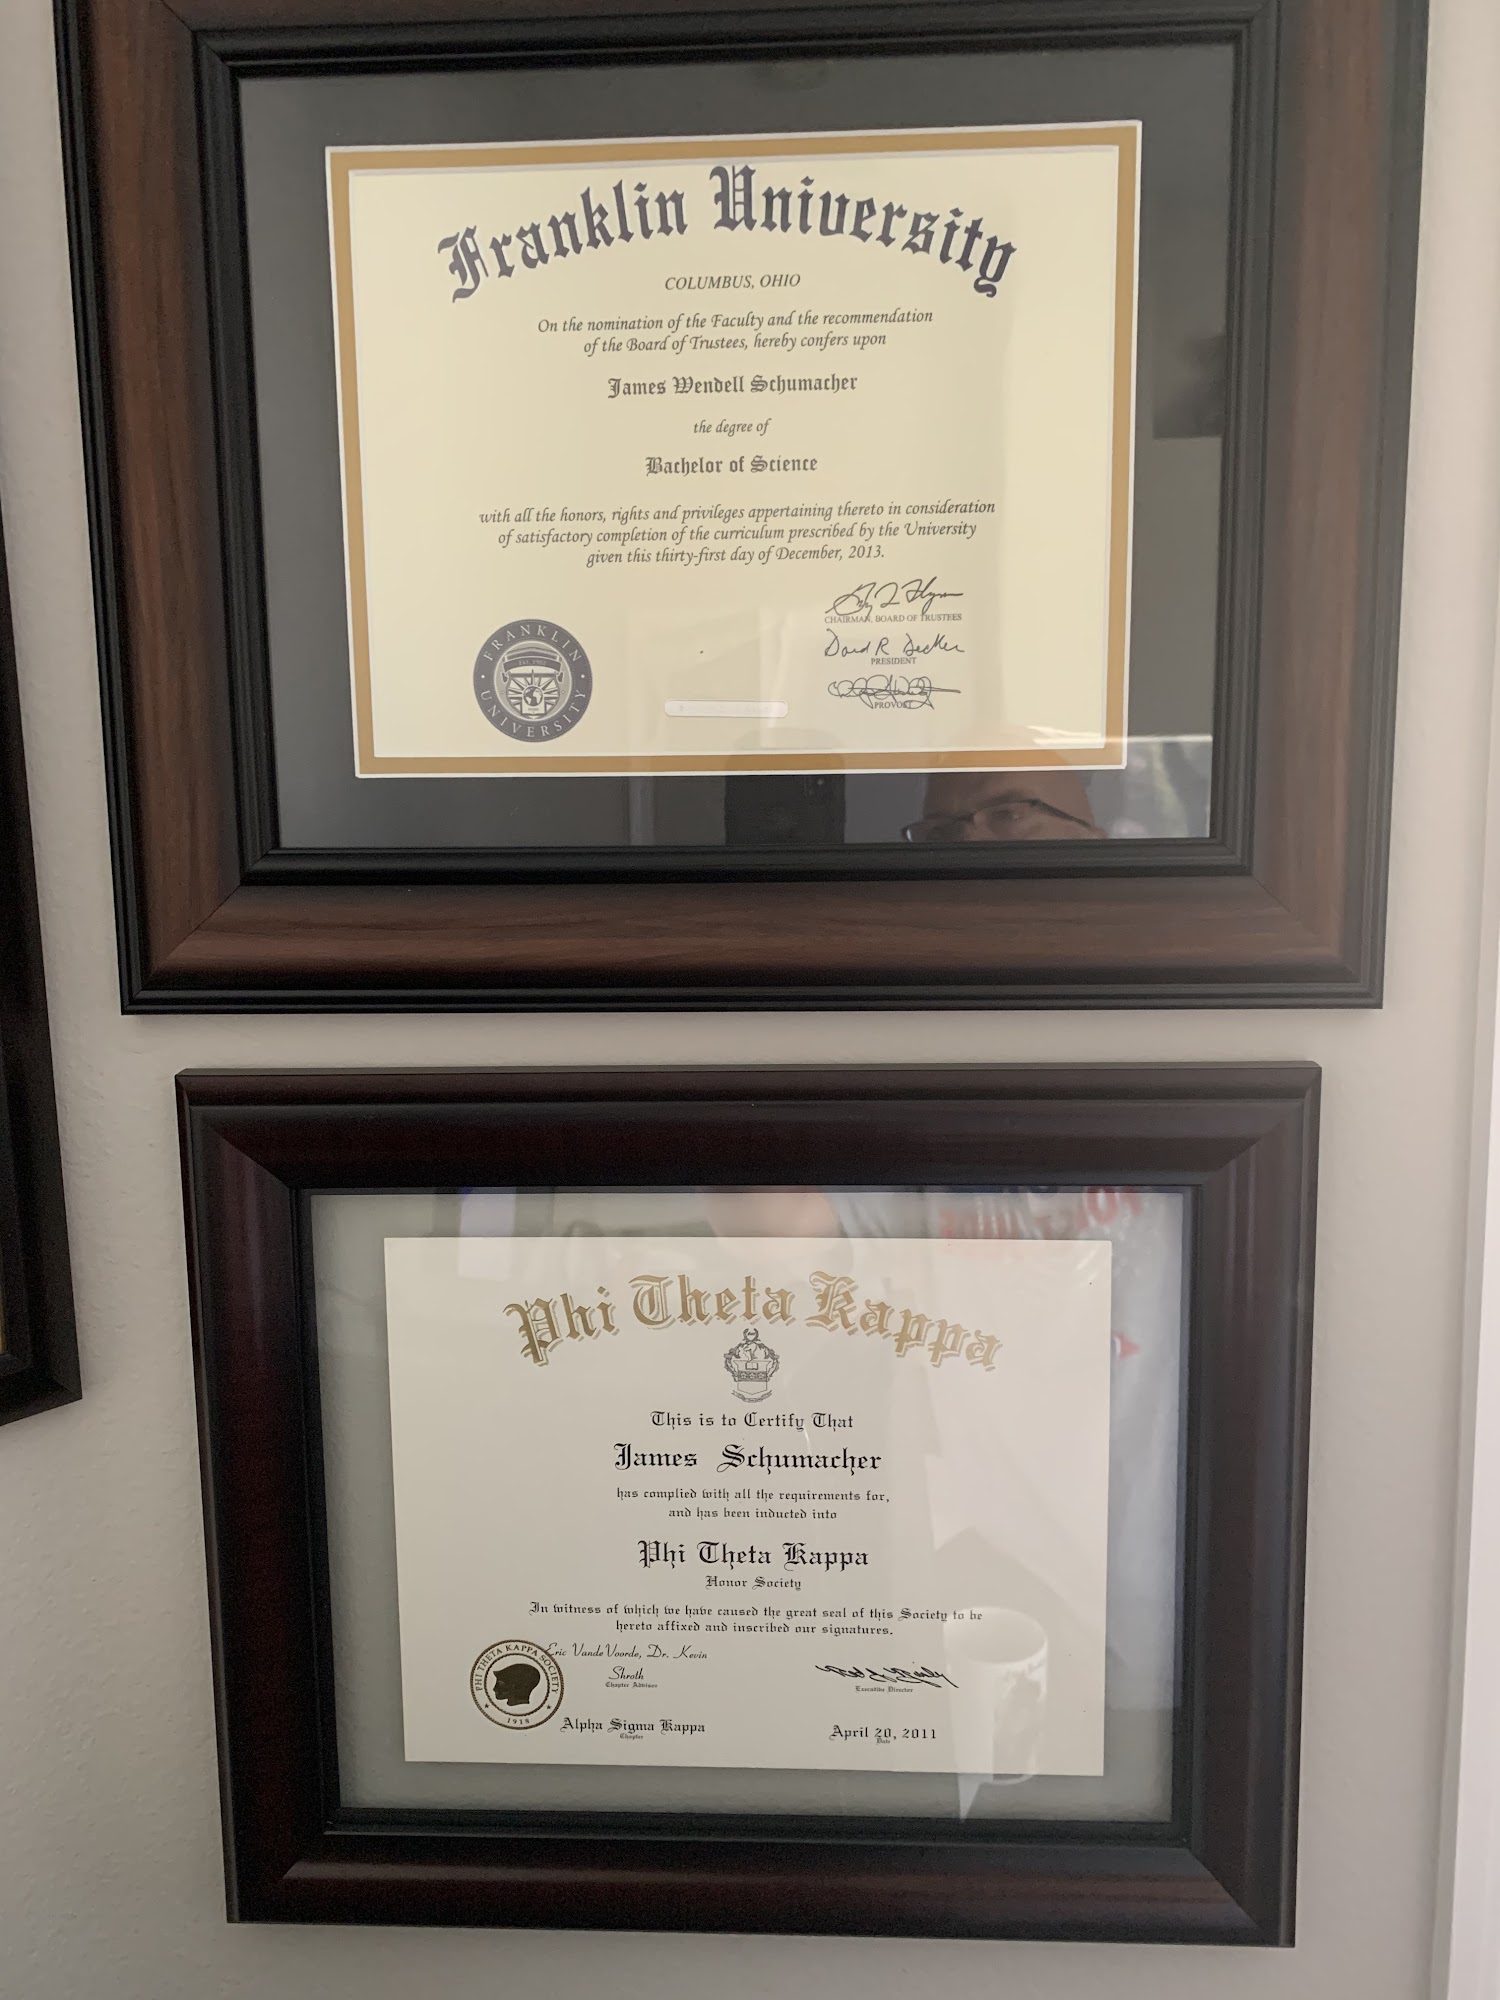 Franklin University
COLUMBUS, OHIO
On the nomination of the Faculty and the recommendation
of the Board of Trustees, hereby confers upon
James Wendell Schumacher
the degree of
Bachelor of Science
with all the honors, rights and privileges appertaining thereto in consideration
of satisfactory completion of the curriculum prescribed by the University
given this thirty-first day of December, 2013.
CHAIRMAN, BOARD OF TRUSTEES
David R Decker
PRESIDENT
PROVOST
FRANKLIN UNIVERSITY
Phi Theta Kappa
This is to Certify That
James Schumacher
has complied with all the requirements for,
and has been inducted into
Phi Theta Kappa
Honor Society
In witness of which we have caused the great seal of this Society to be
hereto affixed and inscribed our signatures.
Eric VandeVoorde, Dr. Kevin
Shroth
Chapter Advisor
Executive Director
PHI THETA KAPPA SOCIETY
1918
Alpha Sigma Kappa
Chapter
April 20, 2011
Date